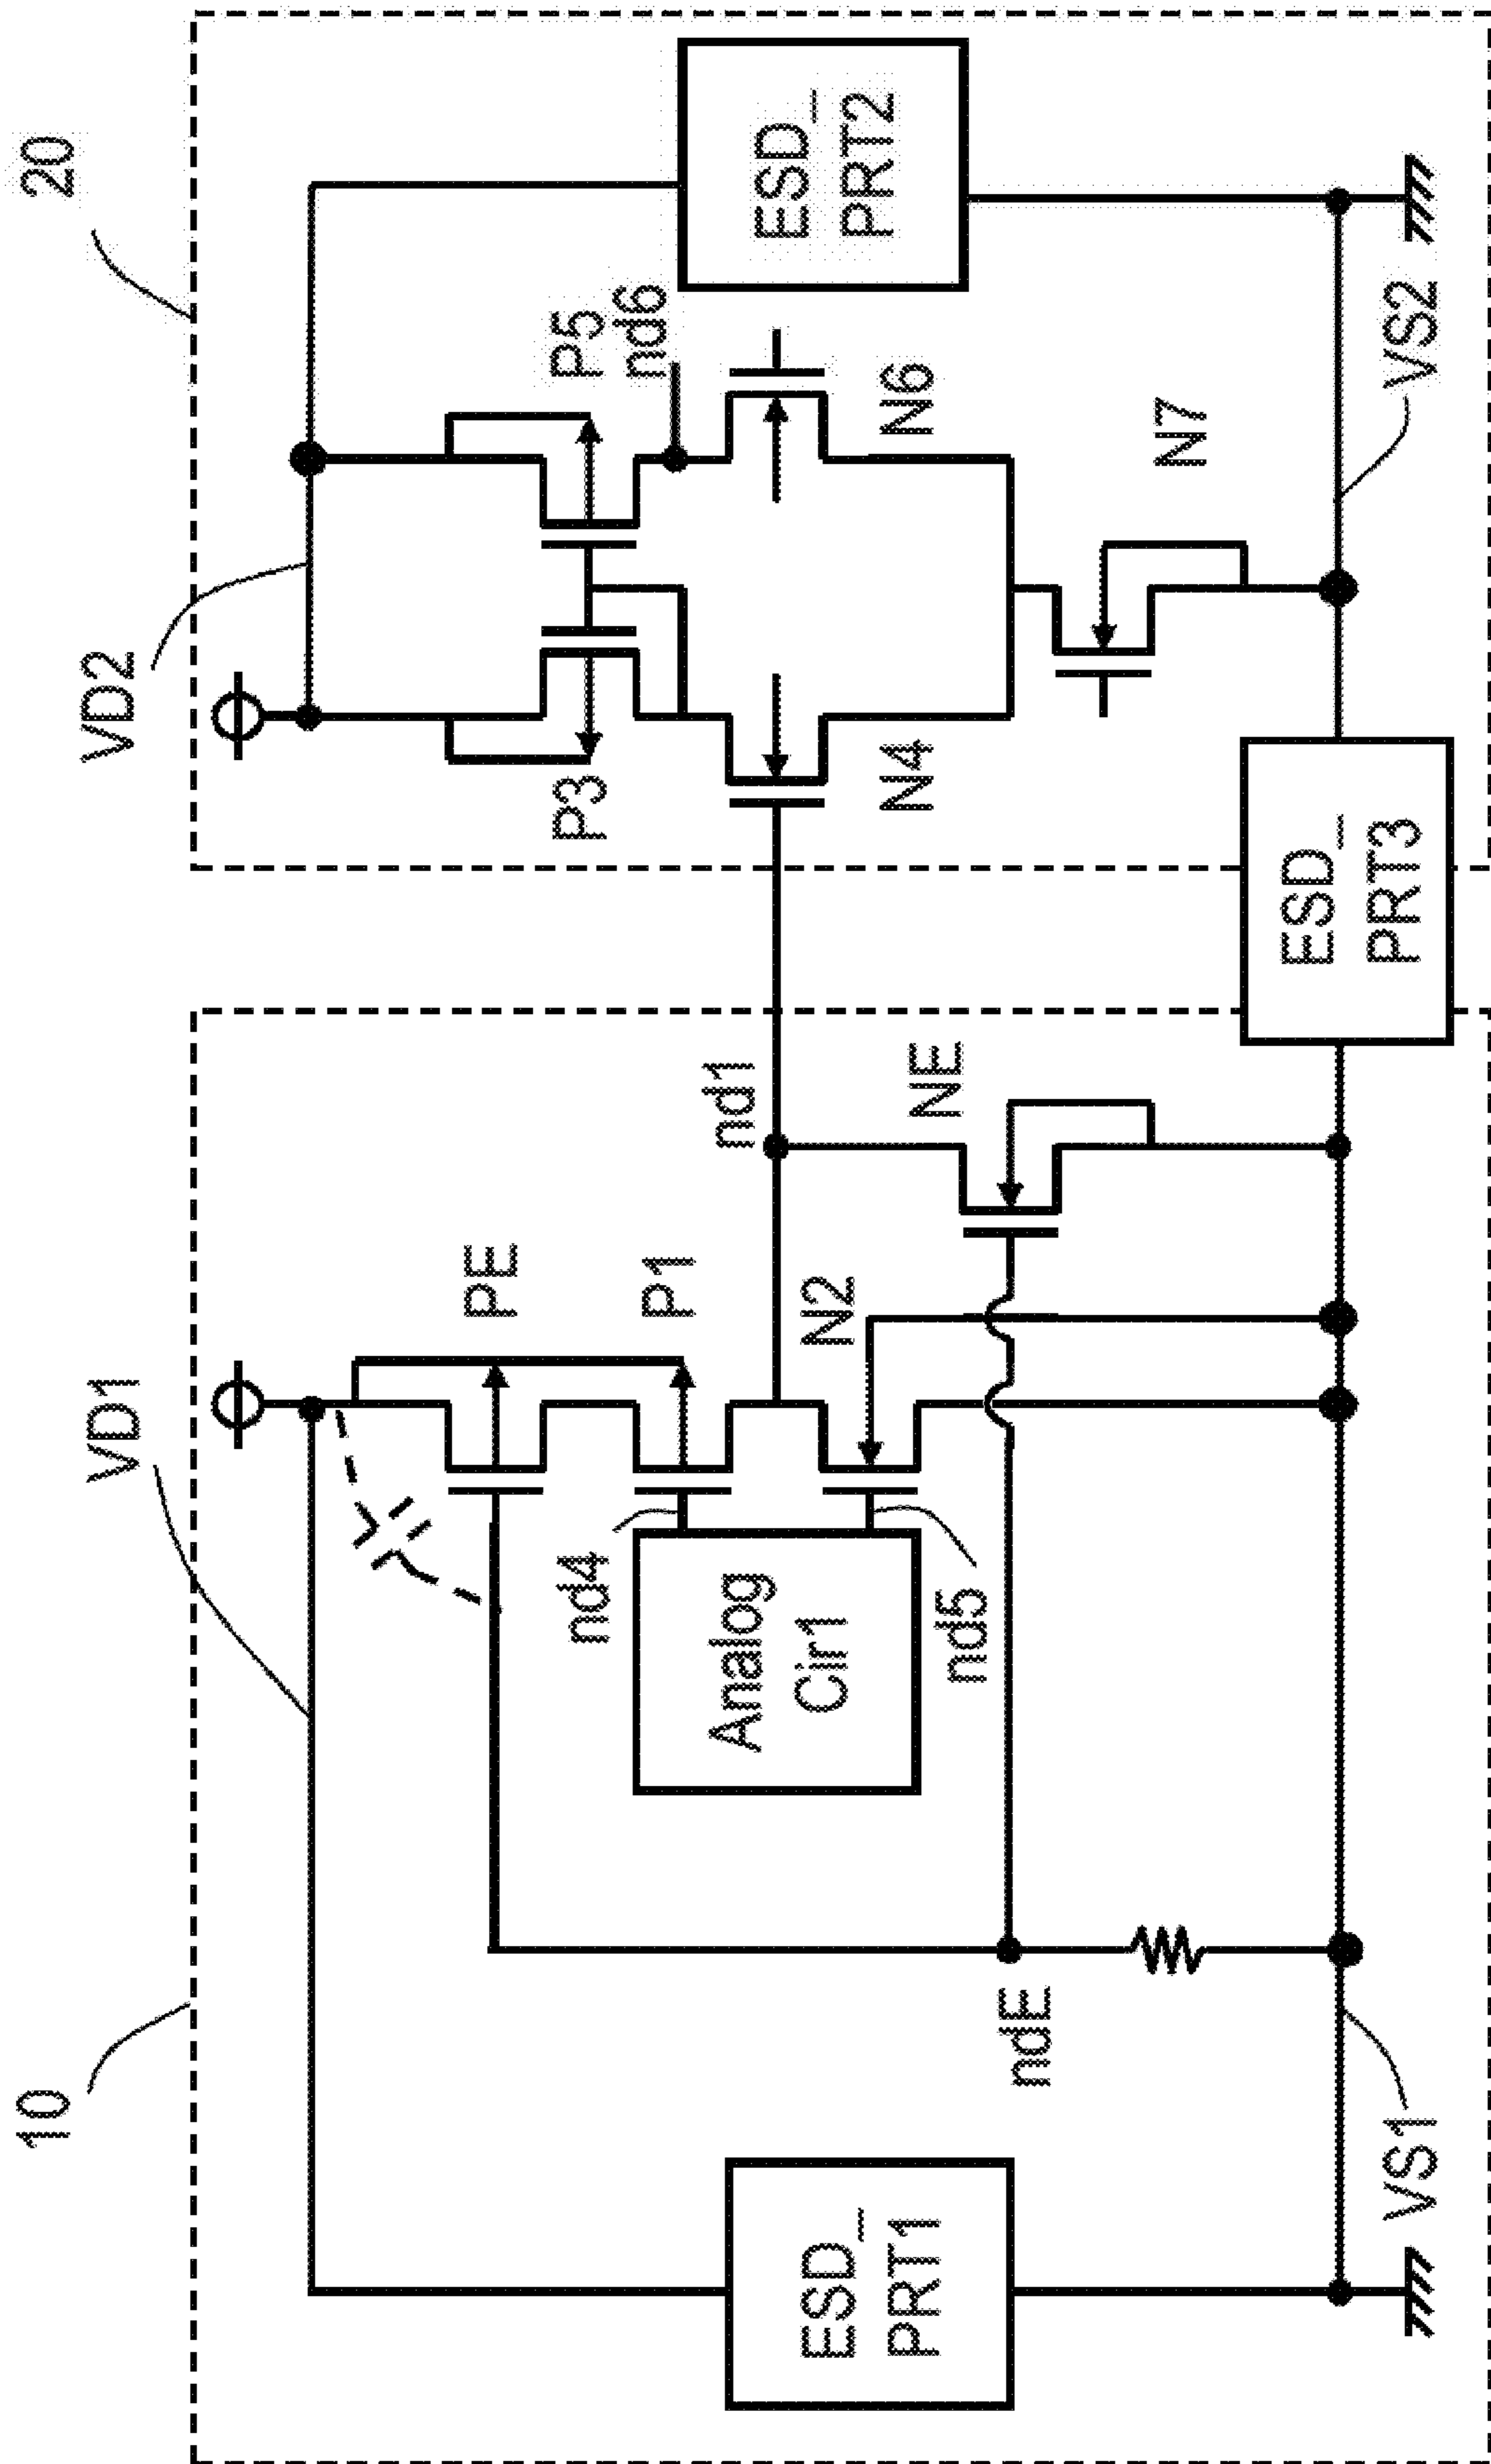 10
20
VD1
VD2
PE
P1
N2
nd1
NE
nd4
Analog
Cir1
nd5
ndE
ESD_
PRT1
VS1
P3
P5
nd6
N4
N6
N7
ESD_
PRT2
ESD_
PRT3
VS2